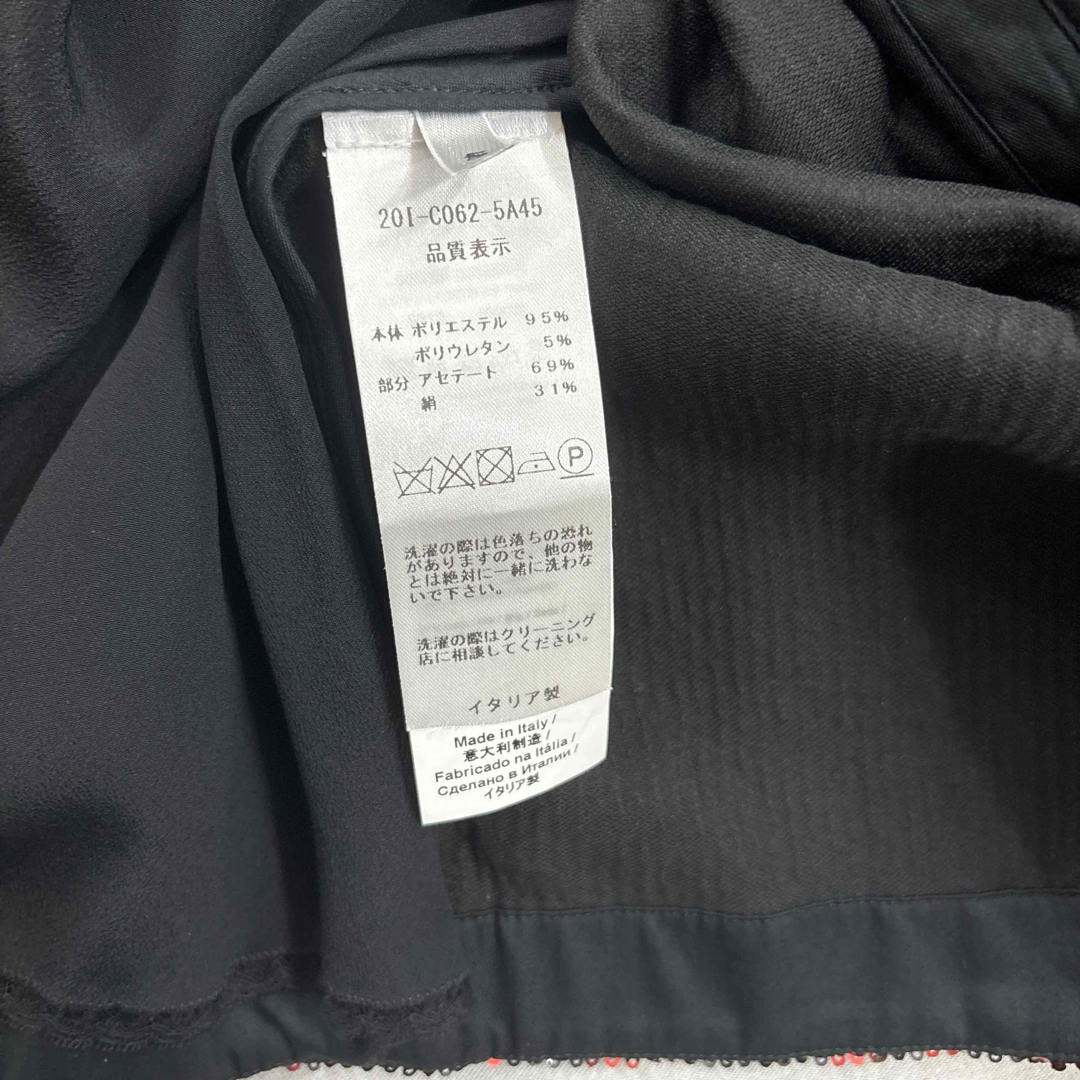 20I-C062-5A45
品質表示
本体 ポリエステル 95%
ポリウレタン 5%
部分 アセテート 69%
絹 31%
P
洗濯の際は色落ちの恐れ
がありますので、他の物
とは絶対に一緒に洗わな
いで下さい。
洗濯の際はクリーニング
店に相談してください。
イタリア製
Made in Italy /
意大利制造 /
Fabricado na Itália /
Сделано в Италии /
イタリア製